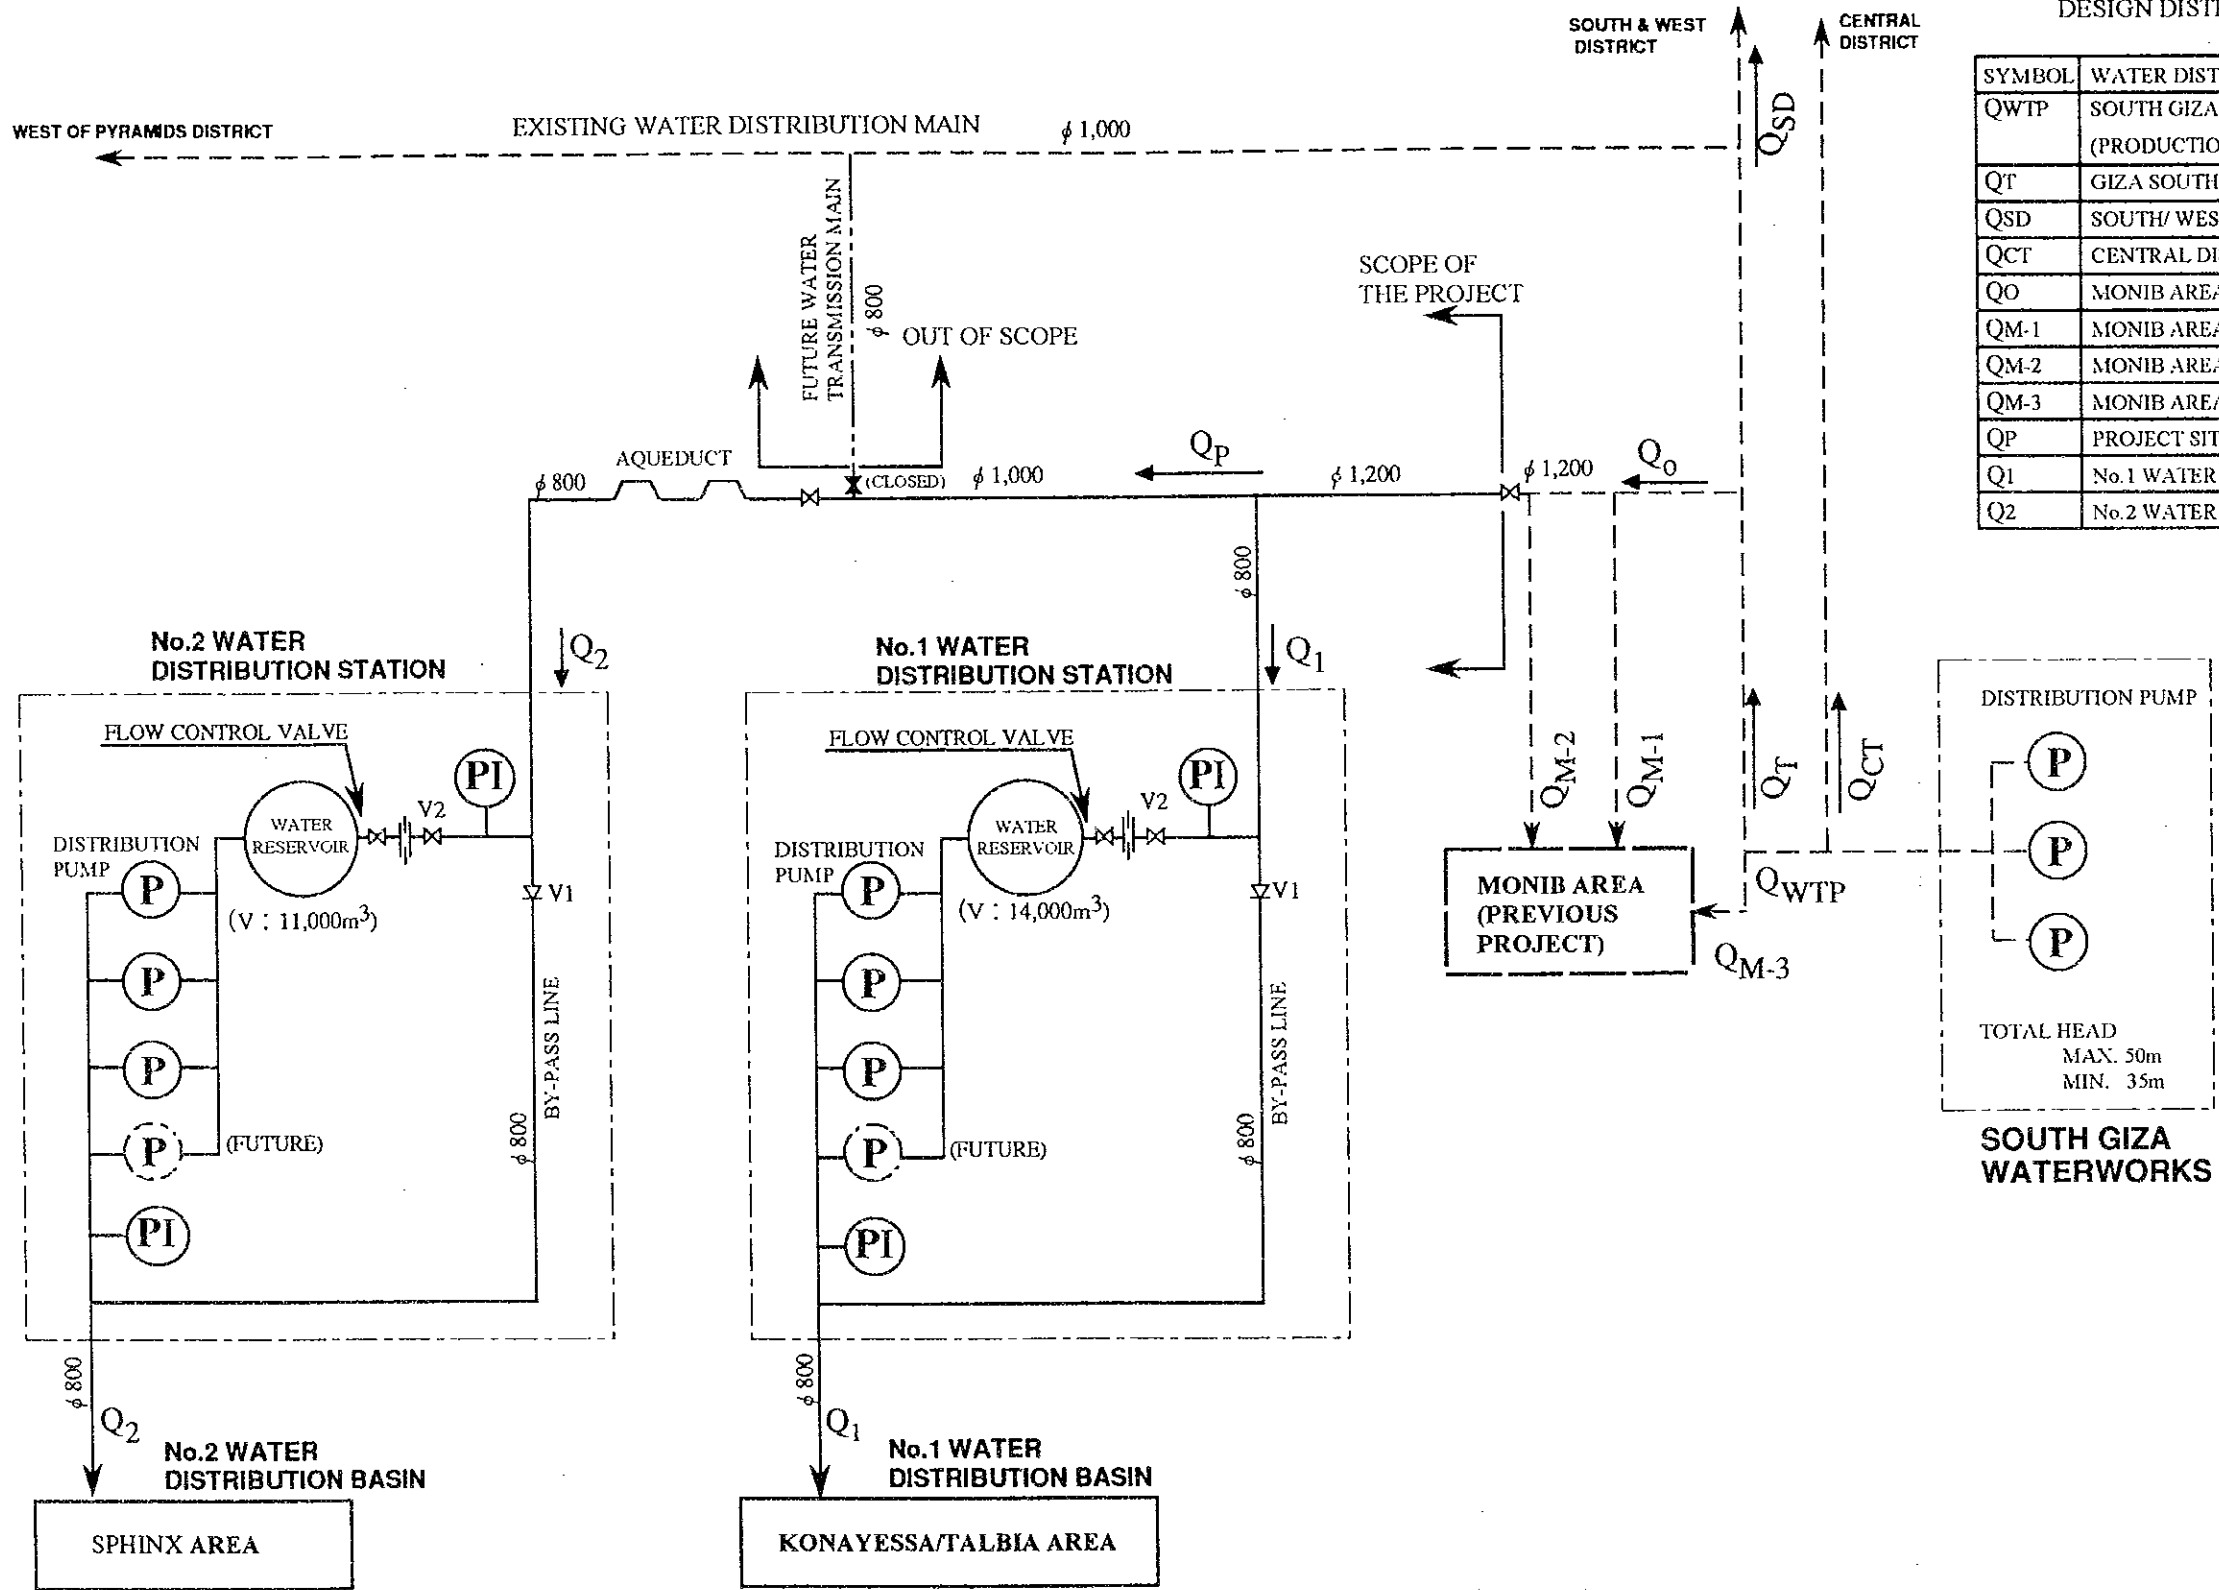 SOUTH & WEST
DISTRICT
CENTRAL
DISTRICT
WEST OF PYRAMIDS DISTRICT
EXISTING WATER DISTRIBUTION MAIN
ϕ 1,000
QSD
FUTURE WATER
TRANSMISSION MAIN
ϕ 800
OUT OF SCOPE
SCOPE OF
THE PROJECT
AQUEDUCT
ϕ 800
(CLOSED)
ϕ 1,000
QP
ϕ 1,200
ϕ 1,200
Qo
ϕ 800
No.2 WATER
DISTRIBUTION STATION
Q2
No.1 WATER
DISTRIBUTION STATION
Q1
FLOW CONTROL VALVE
PI
WATER
RESERVOIR
V2
DISTRIBUTION
PUMP
P
(V : 11,000m3)
V1
P
P
P
(FUTURE)
PI
ϕ 800
BY-PASS LINE
FLOW CONTROL VALVE
PI
WATER
RESERVOIR
V2
DISTRIBUTION
PUMP
P
(V : 14,000m3)
V1
P
P
P
(FUTURE)
PI
ϕ 800
BY-PASS LINE
QM-2
QM-1
QT
QCT
MONIB AREA
(PREVIOUS
PROJECT)
QWTP
QM-3
DISTRIBUTION PUMP
P
P
P
TOTAL HEAD
MAX. 50m
MIN. 35m
SOUTH GIZA
WATERWORKS
ϕ 800
Q2
No.2 WATER
DISTRIBUTION BASIN
SPHINX AREA
ϕ 800
Q1
No.1 WATER
DISTRIBUTION BASIN
KONAYESSA/TALBIA AREA
DESIGN DIST
SYMBOL WATER DIST
QWTP SOUTH GIZA
(PRODUCTIO
QT GIZA SOUTH
QSD SOUTH/ WES
QCT CENTRAL DI
QO MONIB AREA
QM-1 MONIB AREA
QM-2 MONIB AREA
QM-3 MONIB AREA
QP PROJECT SIT
Q1 No.1 WATER
Q2 No.2 WATER